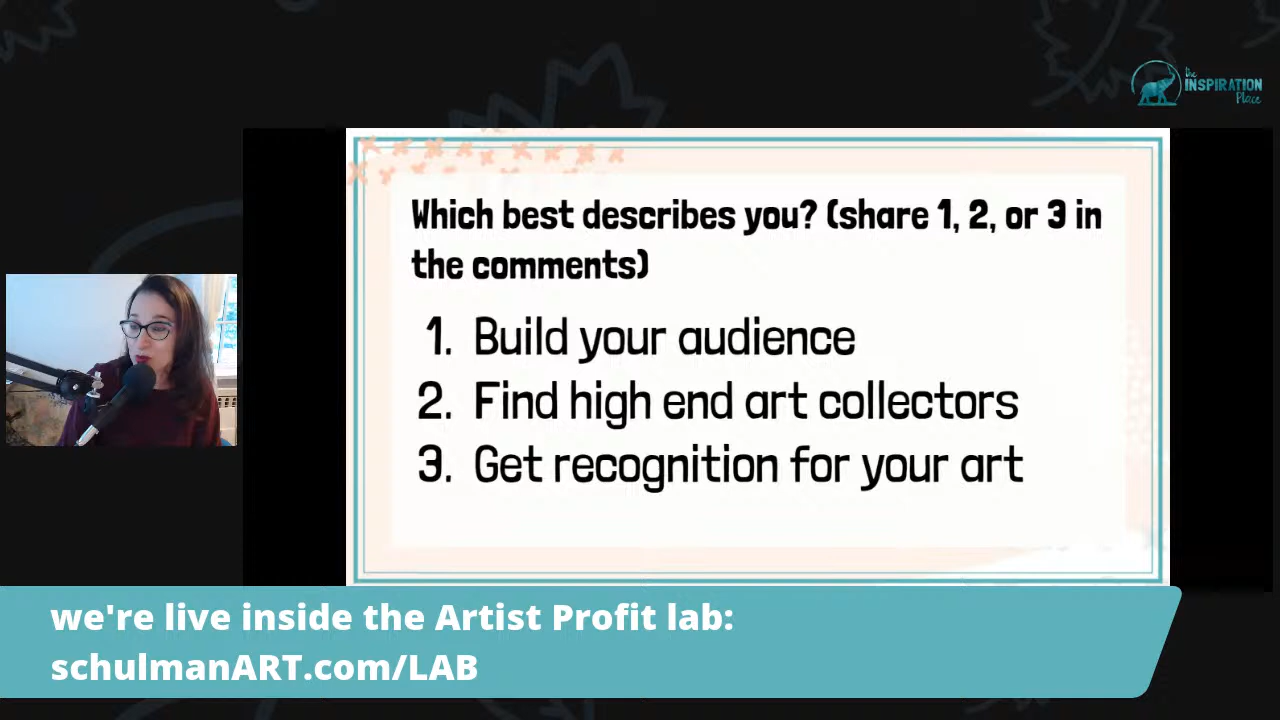 The
INSPIRATION
Place
Which best describes you? (share 1, 2, or 3 in
the comments)
1. Build your audience
2. Find high end art collectors
3. Get recognition for your art
we're live inside the Artist Profit lab:
schulmanART.com/LAB